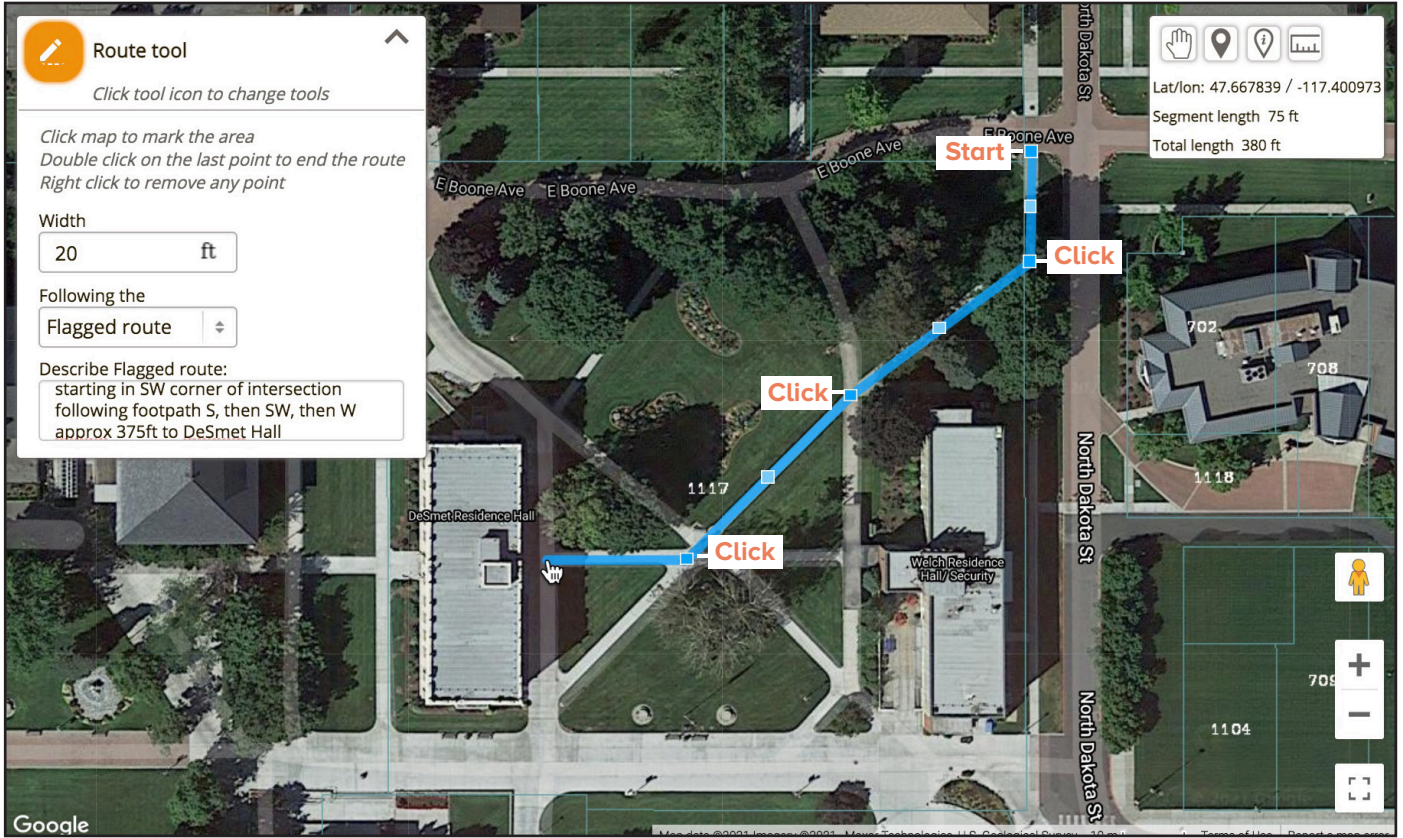 Route tool
Click tool icon to change tools
Click map to mark the area
Double click on the last point to end the route
Right click to remove any point
Width
20 ft
Following the
Flagged route
Describe Flagged route:
starting in SW corner of intersection
following footpath S, then SW, then W
approx 375ft to DeSmet Hall
Lat/lon: 47.667839 / -117.400973
Segment length 75 ft
Total length 380 ft
orth Dakota St
E Boone Ave
Start
E Boone Ave
E Boone Ave
E Boone Ave
Click
702
708
Click
North Dakota St
1118
1117
DeSmet Residence Hall
Click
Welch Residence
Hall/ Security
709
North Dakota St
1104
Google